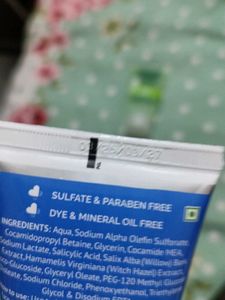 SULFATE & PARABEN FREE
DYE & MINERAL OIL FREE
INGREDIENTS: Aqua, Sodium Alpha Olefin Sulfonate,
Cocamidopropyl Betaine, Glycerin, Cocamide MEA,
Sodium Lactate, Salicylic Acid, Salix Alba (Willow) Bark
Extract, Hamamelis Virginiana (Witch Hazel) Extract,
Glucoside, Glyceryl Oleate, PEG-120 Methyl
Sodium Chloride, Phenoxyethanol,
Glycol & Disodium